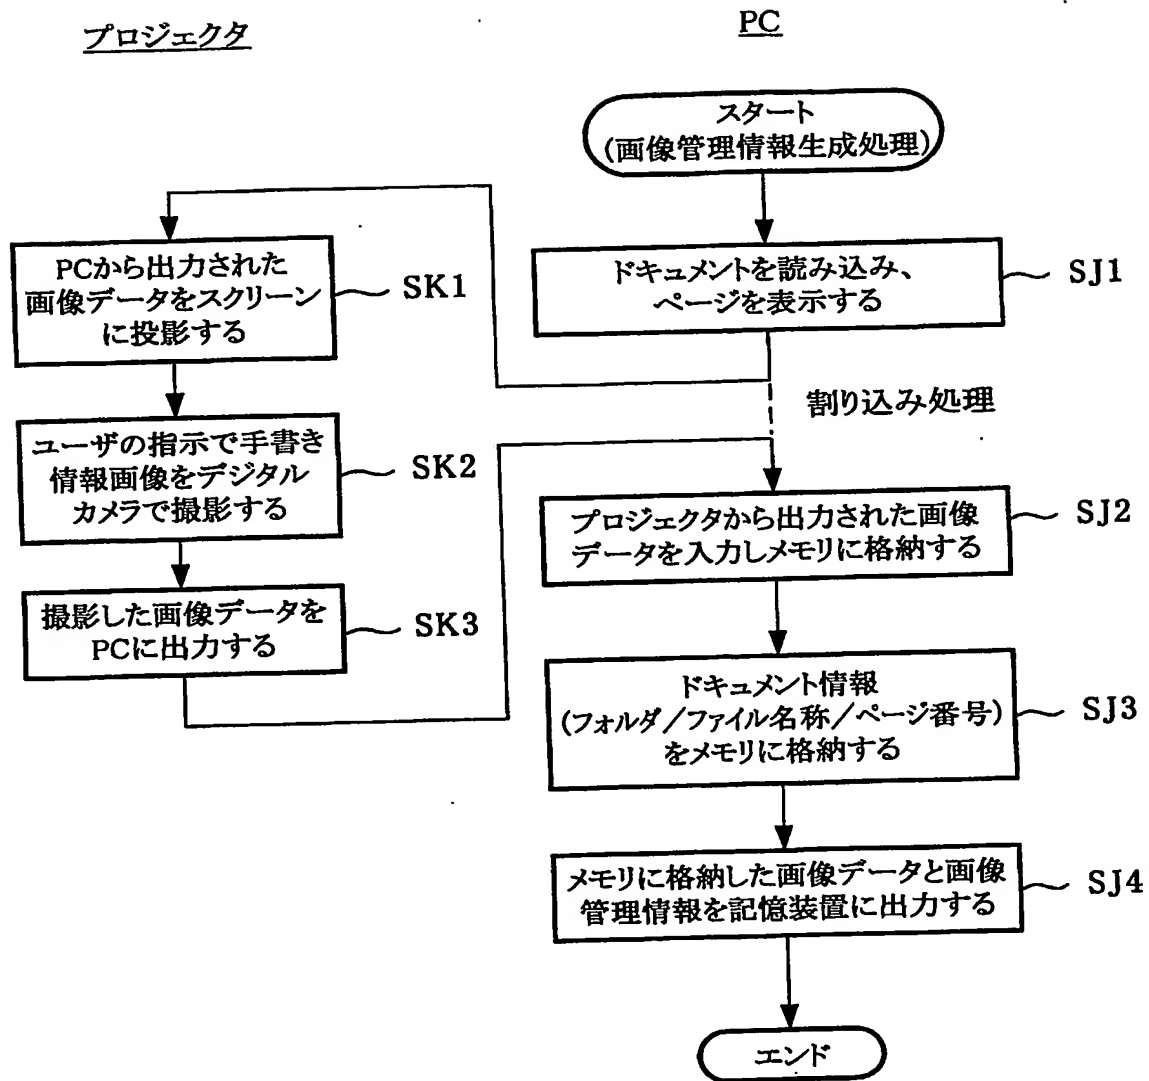 プロジェクタ
PC
スタート
(画像管理情報生成処理)
ドキュメントを読み込み、
ページを表示する
SJ1
PCから出力された
画像データをスクリーン
に投影する
SK1
割り込み処理
ユーザの指示で手書き
情報画像をデジタル
カメラで撮影する
SK2
プロジェクタから出力された画像
データを入力しメモリに格納する
SJ2
撮影した画像データを
PCに出力する
SK3
ドキュメント情報
(フォルダ/ファイル名称/ページ番号)
をメモリに格納する
SJ3
メモリに格納した画像データと画像
管理情報を記憶装置に出力する
SJ4
エンド